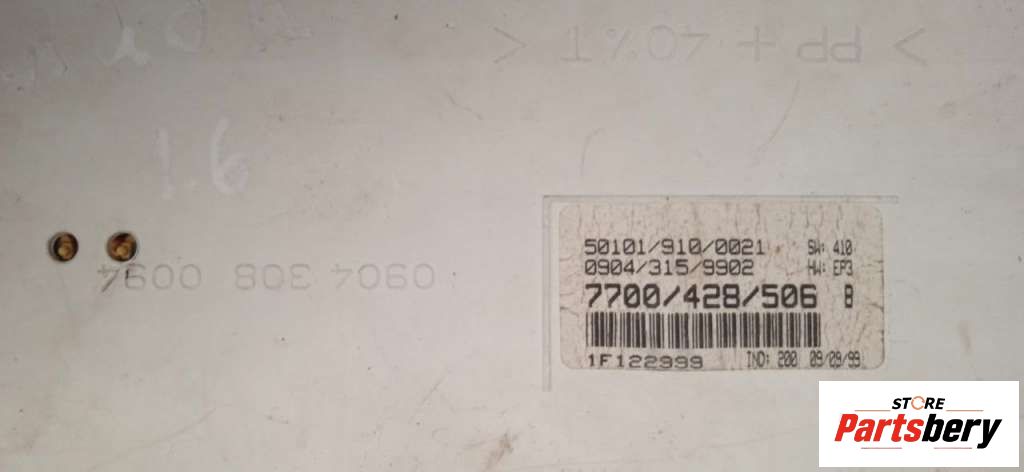 > PP + 40%T <
1.6
50101/910/0021 SW: 410
0904/315/9902 HW: EP3
7700/428/506 B
1F122999 IND: 200 09/09/99
0904 308 0094
STORE
Partsbery